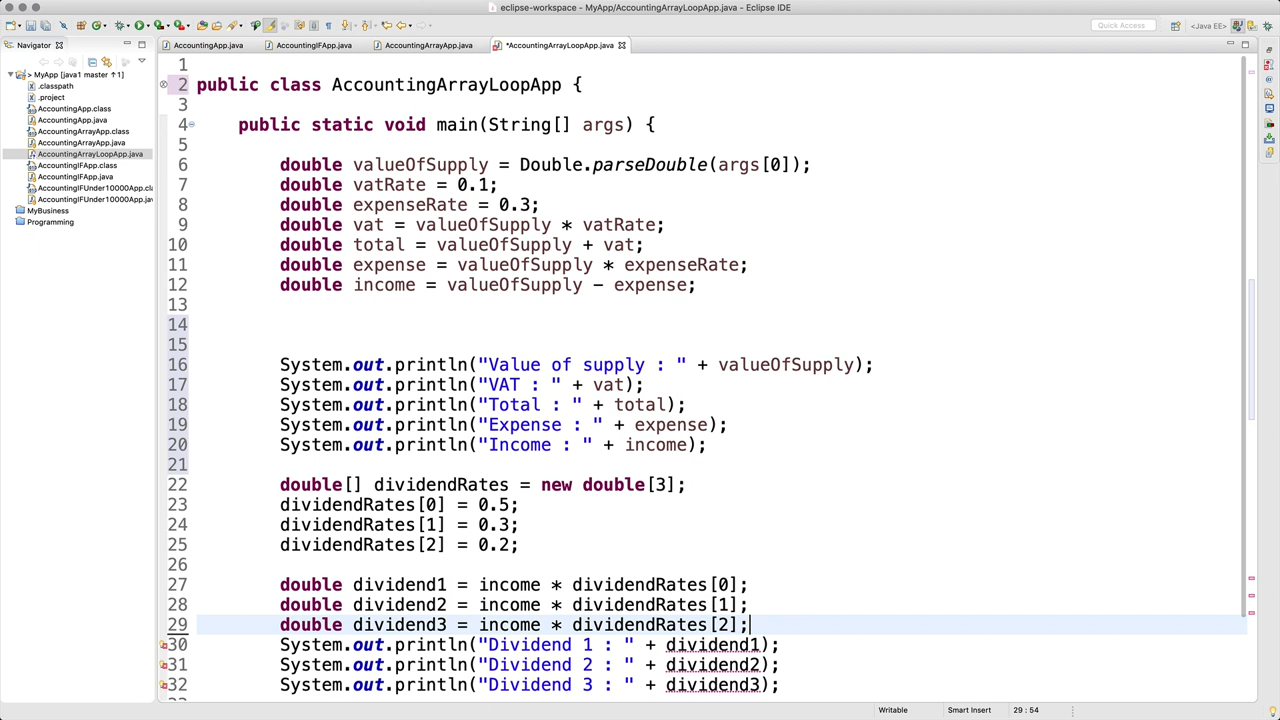 eclipse-workspace - MyApp/AccountingArrayLoopApp.java - Eclipse IDE
Quick Access
<Java EE>
Navigator
AccountingApp.java
AccountingIFApp.java
AccountingArrayApp.java
*AccountingArrayLoopApp.java
> MyApp [java1 master ↑1]
.classpath
.project
AccountingApp.class
AccountingApp.java
AccountingArrayApp.class
AccountingArrayApp.java
AccountingArrayLoopApp.java
AccountingIFApp.class
AccountingIFApp.java
AccountingIFUnder10000App.cla
AccountingIFUnder10000App.jav
MyBusiness
Programming
1
2 public class AccountingArrayLoopApp {
3
4 public static void main(String[] args) {
5
6 double valueOfSupply = Double.parseDouble(args[0]);
7 double vatRate = 0.1;
8 double expenseRate = 0.3;
9 double vat = valueOfSupply * vatRate;
10 double total = valueOfSupply + vat;
11 double expense = valueOfSupply * expenseRate;
12 double income = valueOfSupply - expense;
13
14
15
16 System.out.println("Value of supply : " + valueOfSupply);
17 System.out.println("VAT : " + vat);
18 System.out.println("Total : " + total);
19 System.out.println("Expense : " + expense);
20 System.out.println("Income : " + income);
21
22 double[] dividendRates = new double[3];
23 dividendRates[0] = 0.5;
24 dividendRates[1] = 0.3;
25 dividendRates[2] = 0.2;
26
27 double dividend1 = income * dividendRates[0];
28 double dividend2 = income * dividendRates[1];
29 double dividend3 = income * dividendRates[2];
30 System.out.println("Dividend 1 : " + dividend1);
31 System.out.println("Dividend 2 : " + dividend2);
32 System.out.println("Dividend 3 : " + dividend3);
Writable
Smart Insert
29 : 54